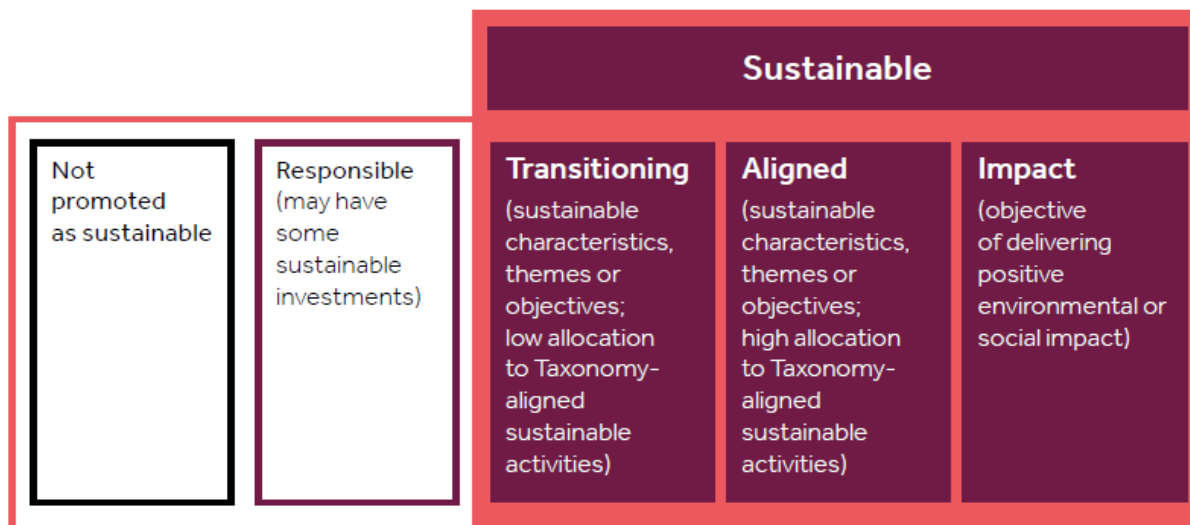 Sustainable
Not
promoted
as sustainable
Responsible
(may have
some
sustainable
investments)
Transitioning
(sustainable
characteristics,
themes or
objectives;
low allocation
to Taxonomy-
aligned
sustainable
activities)
Aligned
(sustainable
characteristics,
themes or
objectives;
high allocation
to Taxonomy-
aligned
sustainable
activities)
Impact
(objective
of delivering
positive
environmental or
social impact)